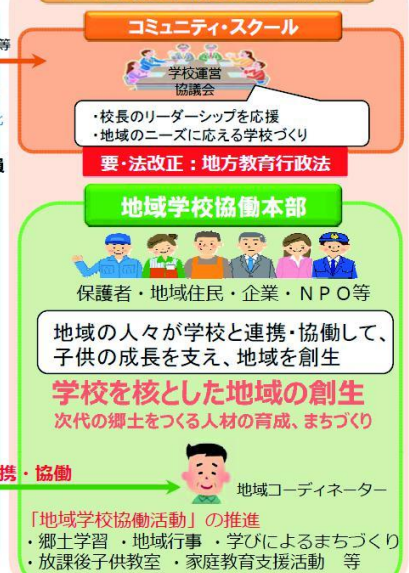 等
コミュニティ・スクール
学校運営
協議会
・校長のリーダーシップを応援
・地域のニーズに応える学校づくり
化
員
要・法改正：地方教育行政法
地域学校協働本部
保護者・地域住民・企業・NPO等
地域の人々が学校と連携・協働して、
子供の成長を支え、地域を創生
学校を核とした地域の創生
次代の郷土をつくる人材の育成、まちづくり
携・協働
地域コーディネーター
「地域学校協働活動」の推進
・郷土学習 ・地域行事 ・学びによるまちづくり
・放課後子供教室 ・家庭教育支援活動 等